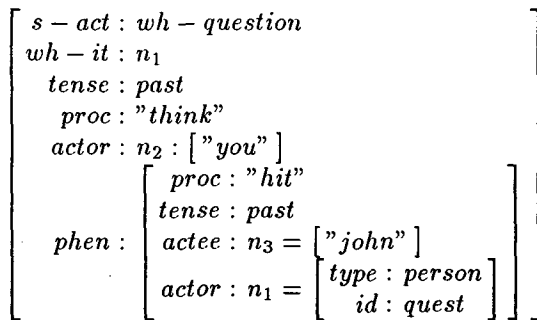 s − act : wh − question
wh − it : n₁
tense : past
proc : "think"
actor : n₂ : [ "you" ]
proc : "hit"
tense : past
phen : actee : n₃ = [ "john" ]
actor : n₁ = [ type : person
id : quest ]